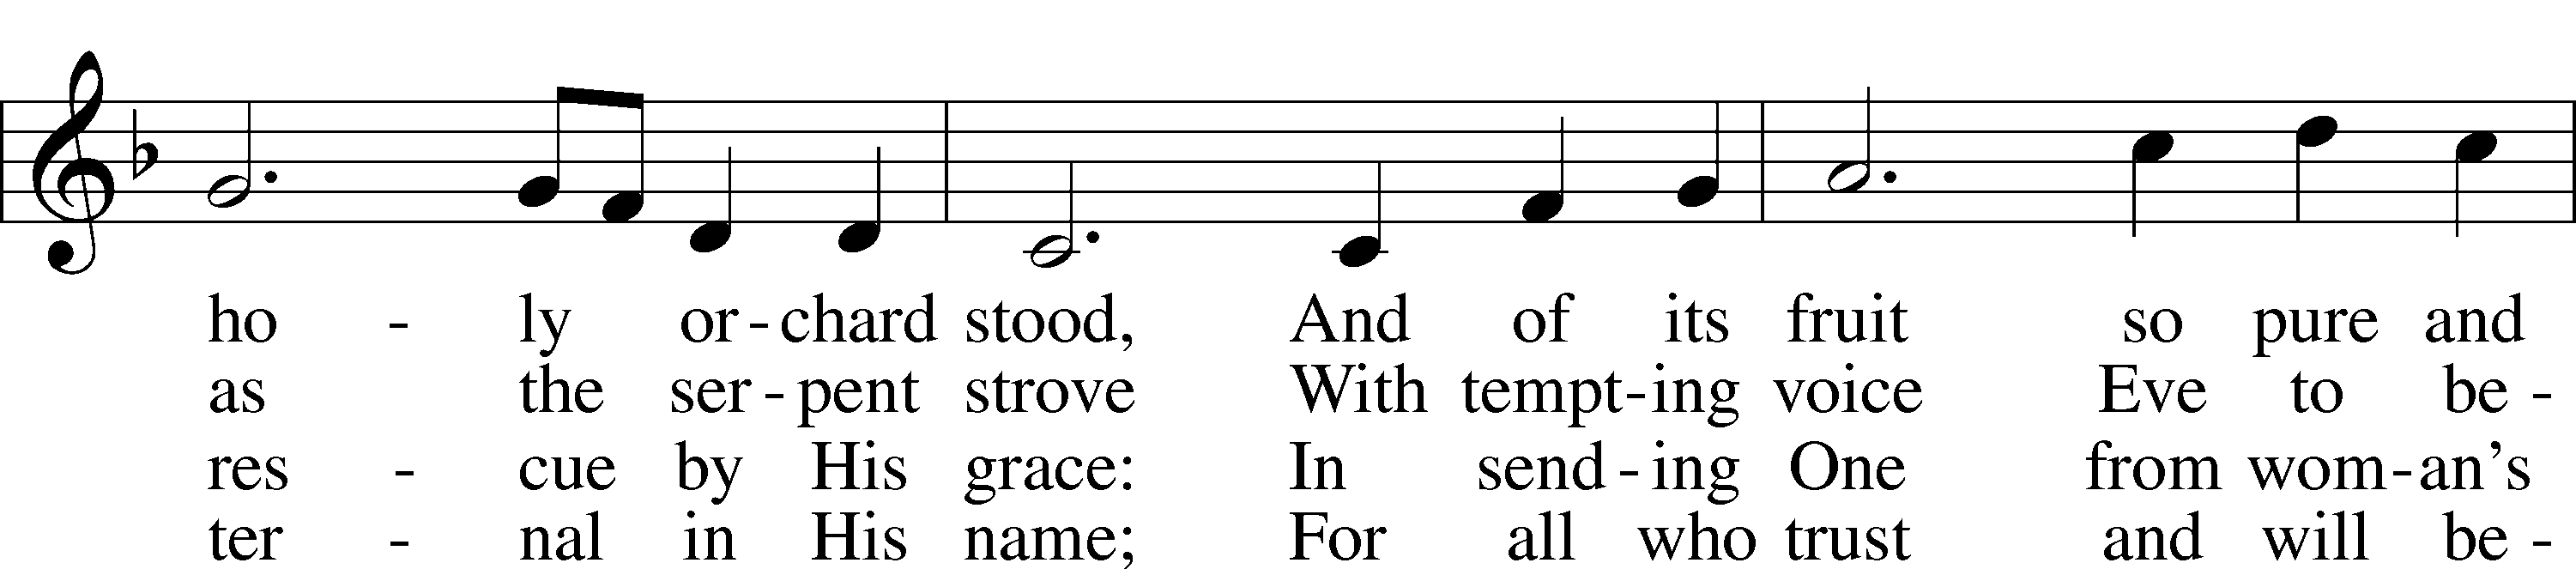 ho - ly or - chard stood, And of its fruit so pure and
as the ser - pent strove With tempt - ing voice Eve to be -
res - cue by His grace: In send - ing One from wom - an's
ter - nal in His name; For all who trust and will be -